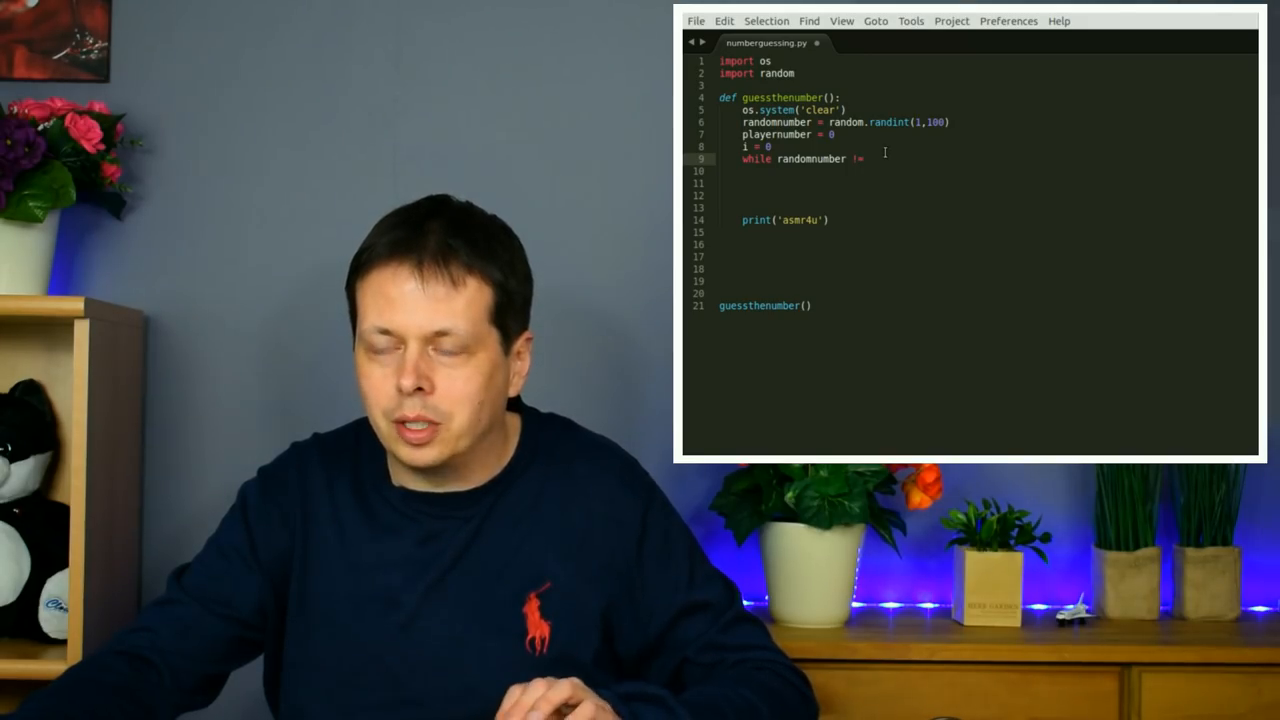 File Edit Selection Find View Goto Tools Project Preferences Help
numberguessing.py
1 import os
2 import random
3
4 def guessthenumber():
5 os.system('clear')
6 randomnumber = random.randint(1,100)
7 playernumber = 0
8 i = 0
9 while randomnumber !=
10
11
12
13
14 print('asmr4u')
15
16
17
18
19
20
21 guessthenumber()
HERB GARDEN